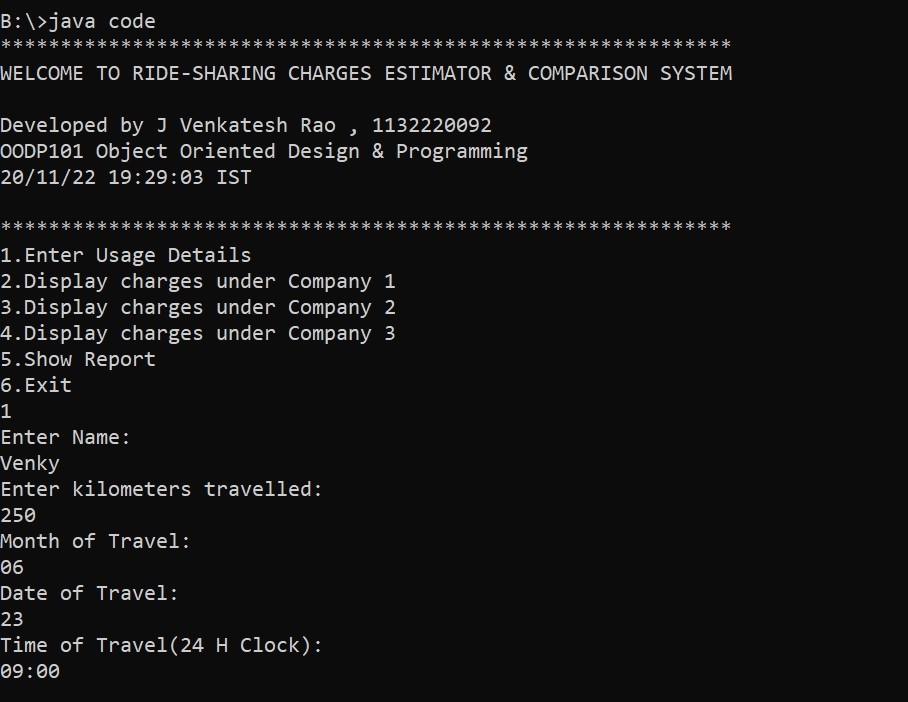 B:\>java code
*************************************************************
WELCOME TO RIDE-SHARING CHARGES ESTIMATOR & COMPARISON SYSTEM
Developed by J Venkatesh Rao , 1132220092
OODP101 Object Oriented Design & Programming
20/11/22 19:29:03 IST
*************************************************************
1.Enter Usage Details
2.Display charges under Company 1
3.Display charges under Company 2
4.Display charges under Company 3
5.Show Report
6.Exit
1
Enter Name:
Venky
Enter kilometers travelled:
250
Month of Travel:
06
Date of Travel:
23
Time of Travel(24 H Clock):
09:00